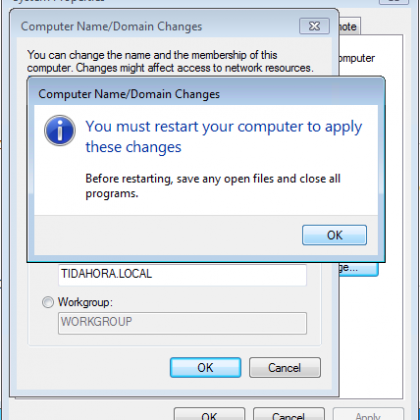 System Properties
Computer Name/Domain Changes
You can change the name and the membership of this
computer. Changes might affect access to network resources.
omputer
Computer Name/Domain Changes
You must restart your computer to apply
these changes
Before restarting, save any open files and close all
programs.
OK
TIDAHORA.LOCAL
ge...
Workgroup:
WORKGROUP
OK
Cancel
OK
Cancel
Apply